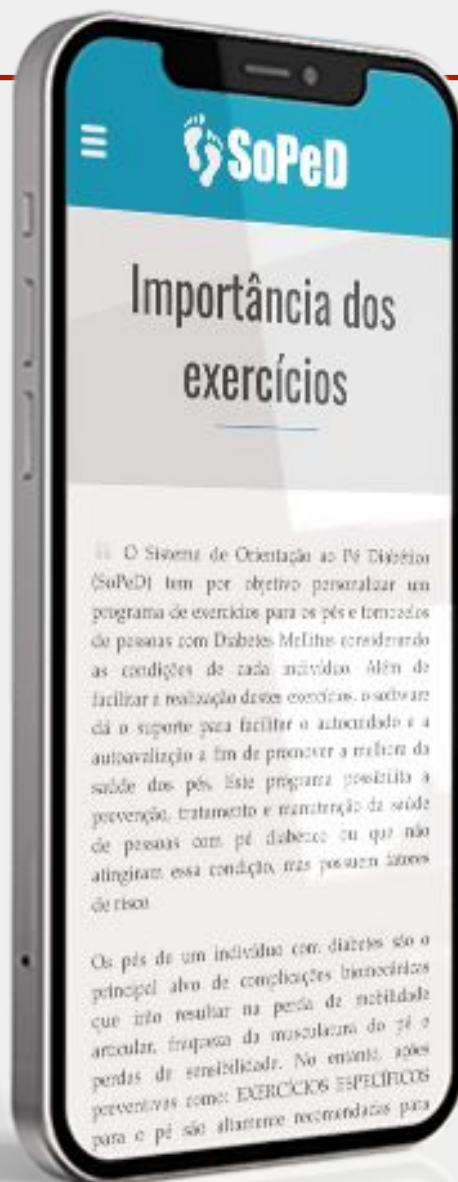 SoPeD
Importância dos
exercícios
“ O Sistema de Orientação ao Pé Diabético
(SoPeD) tem por objetivo personalizar um
programa de exercícios para os pés e tornozelos
de pessoas com Diabetes Mellitus considerando
as condições de cada indivíduo. Além de
facilitar a realização destes exercícios, o software
dá o suporte para facilitar o autocuidado e a
autoavaliação a fim de promover a melhora da
saúde dos pés. Este programa possibilita a
prevenção, tratamento e manutenção da saúde
de pessoas com pé diabético ou que não
atingiram essa condição, mas possuem fatores
de risco.
Os pés de um indivíduo com diabetes são o
principal alvo de complicações biomecânicas
que irão resultar na perda de mobilidade
articular, fraqueza da musculatura do pé e
perdas de sensibilidade. No entanto, ações
preventivas como: EXERCÍCIOS ESPECÍFICOS
para o pé são altamente recomendadas para